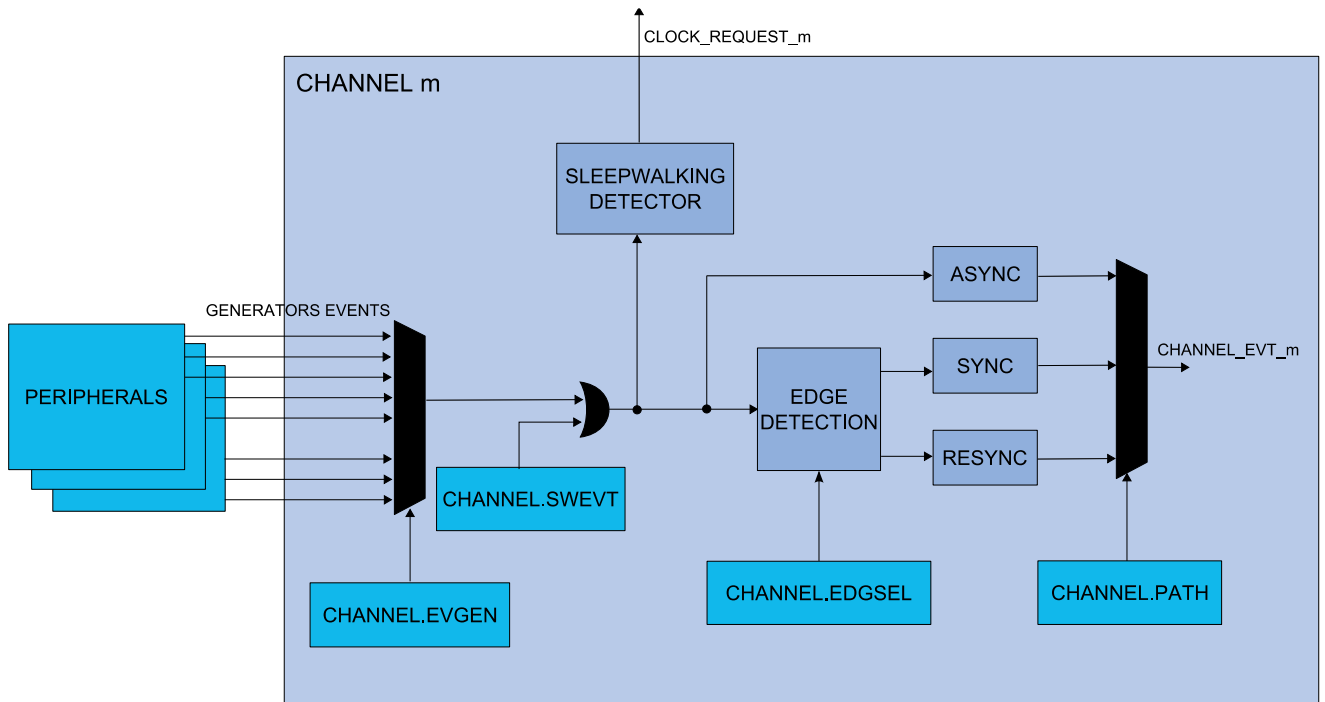 CLOCK_REQUEST_m
CHANNEL m
SLEEPWALKING
DETECTOR
ASYNC
GENERATORS EVENTS
CHANNEL_EVT_m
SYNC
PERIPHERALS
EDGE
DETECTION
RESYNC
CHANNEL.SWEVT
CHANNEL.EDGSEL
CHANNEL.PATH
CHANNEL.EVGEN